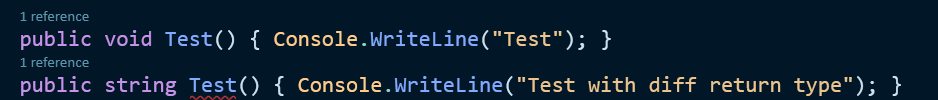 1 reference
public void Test() { Console.WriteLine("Test"); }
1 reference
public string Test() { Console.WriteLine("Test with diff return type"); }